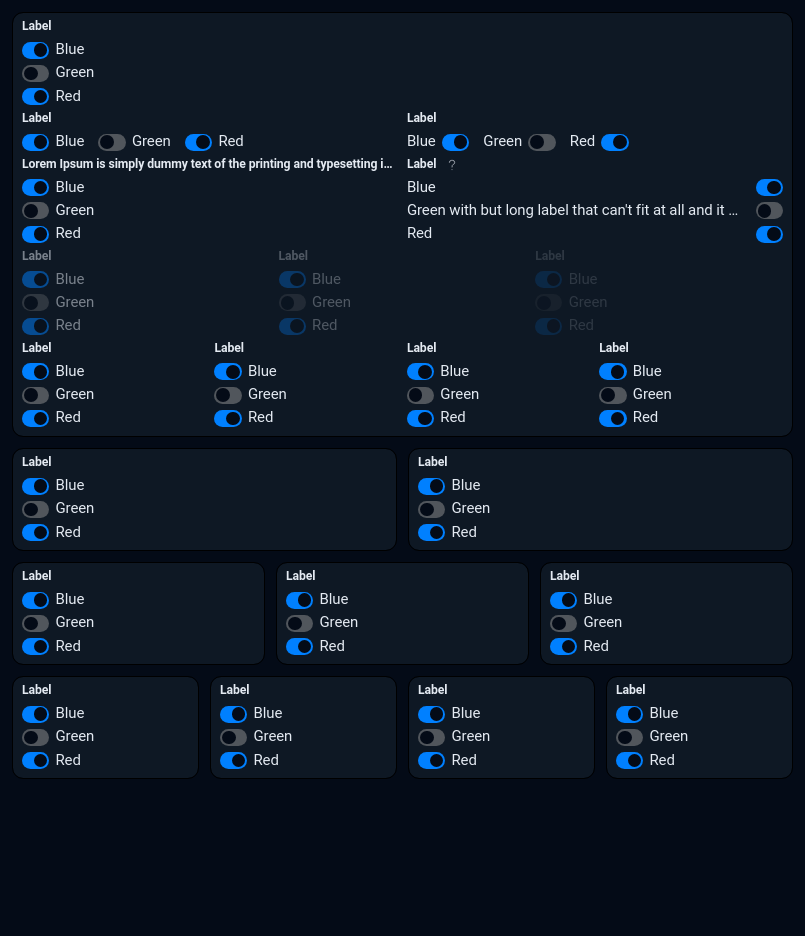 Label
Blue
Green
Red
Label Label
Blue Green Red Blue Green Red
Lorem Ipsum is simply dummy text of the printing and typesetting i... Label ?
Blue Blue
Green Green with but long label that can't fit at all and it ...
Red Red
Label Label Label
Blue Blue Blue
Green Green Green
Red Red Red
Label Label Label Label
Blue Blue Blue Blue
Green Green Green Green
Red Red Red Red
Label Label
Blue Blue
Green Green
Red Red
Label Label Label
Blue Blue Blue
Green Green Green
Red Red Red
Label Label Label Label
Blue Blue Blue Blue
Green Green Green Green
Red Red Red Red